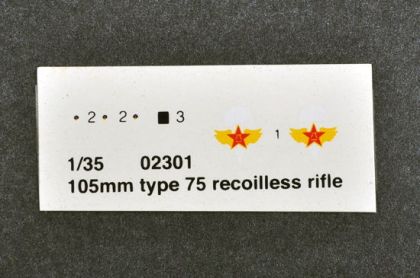 2 2 3 1
1/35 02301
105mm type 75 recoilless rifle